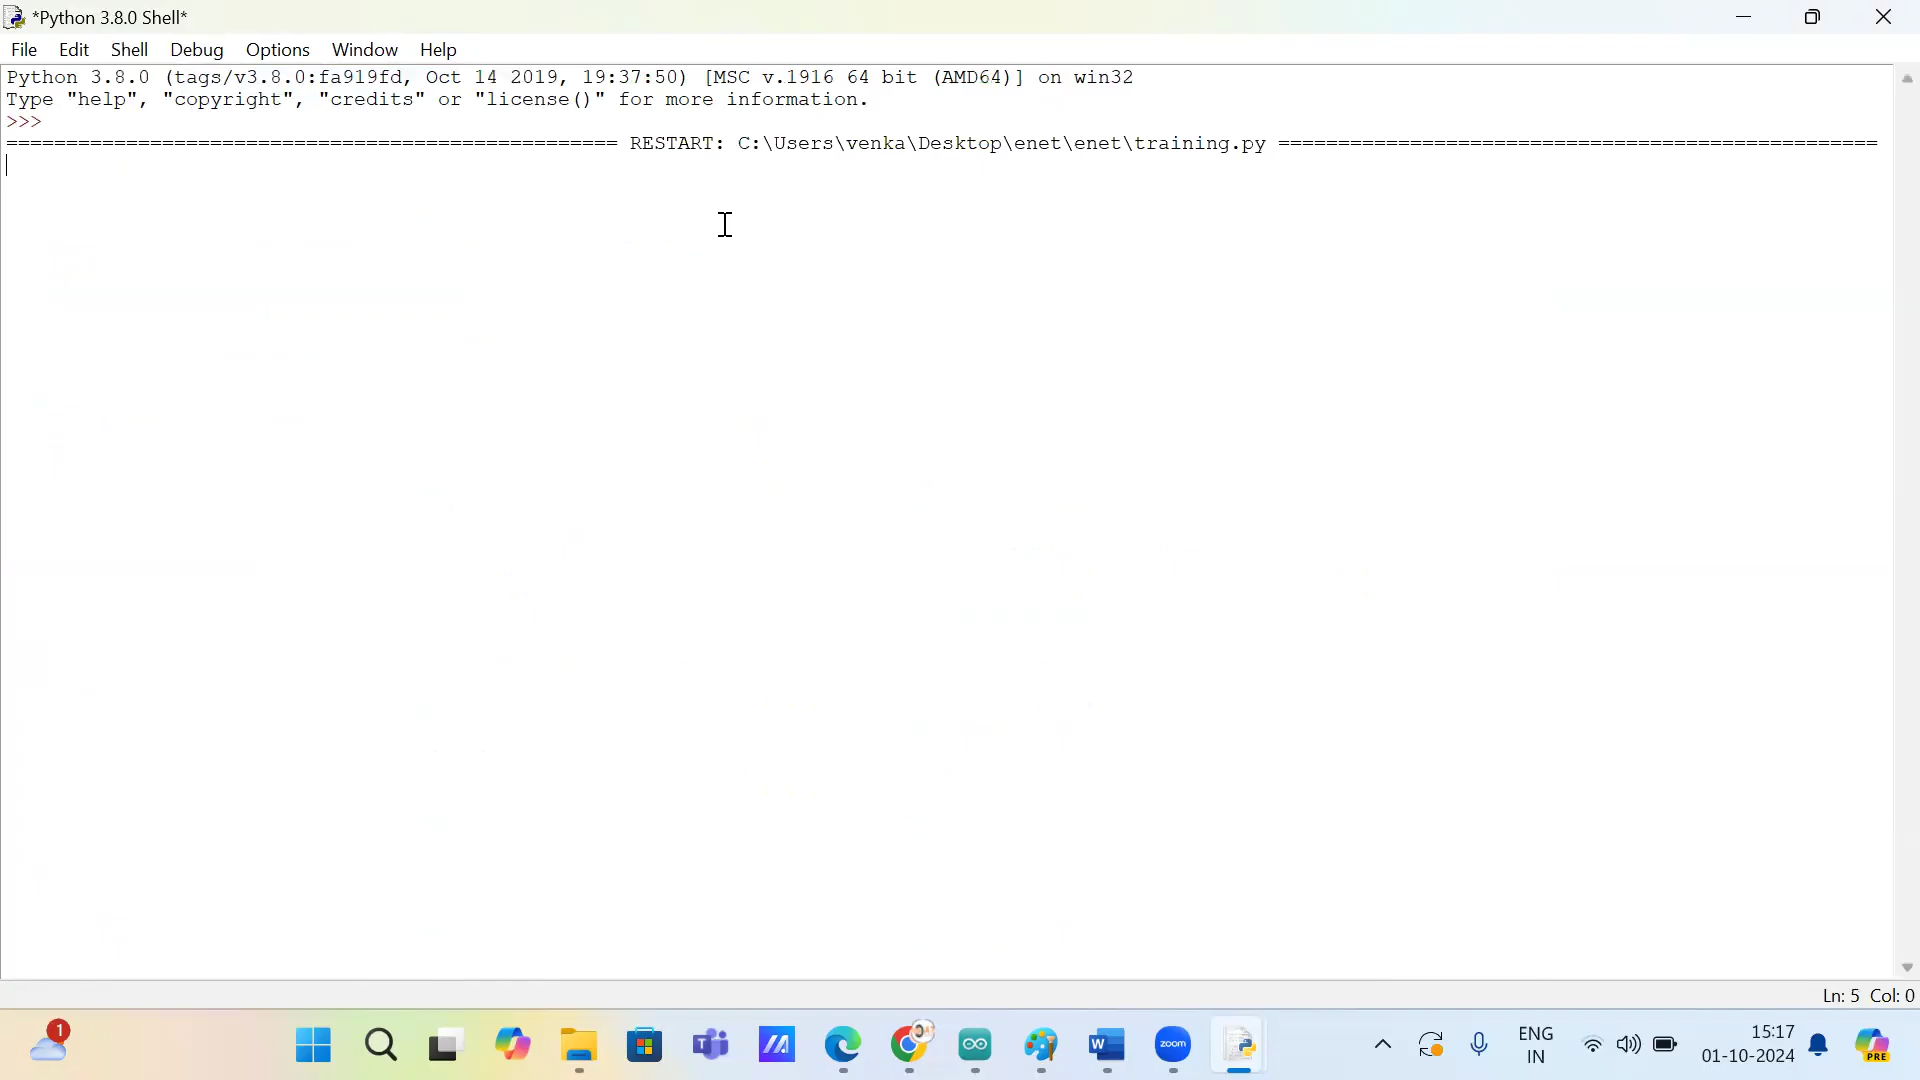 *Python 3.8.0 Shell*
File Edit Shell Debug Options Window Help
Python 3.8.0 (tags/v3.8.0:fa919fd, Oct 14 2019, 19:37:50) [MSC v.1916 64 bit (AMD64)] on win32
Type "help", "copyright", "credits" or "license()" for more information.
>>>
=================================================== RESTART: C:\Users\venka\Desktop\enet\enet\training.py ==================================================
Ln: 5 Col: 0
1
zoom
W
ENG
IN
15:17
01-10-2024
PRE